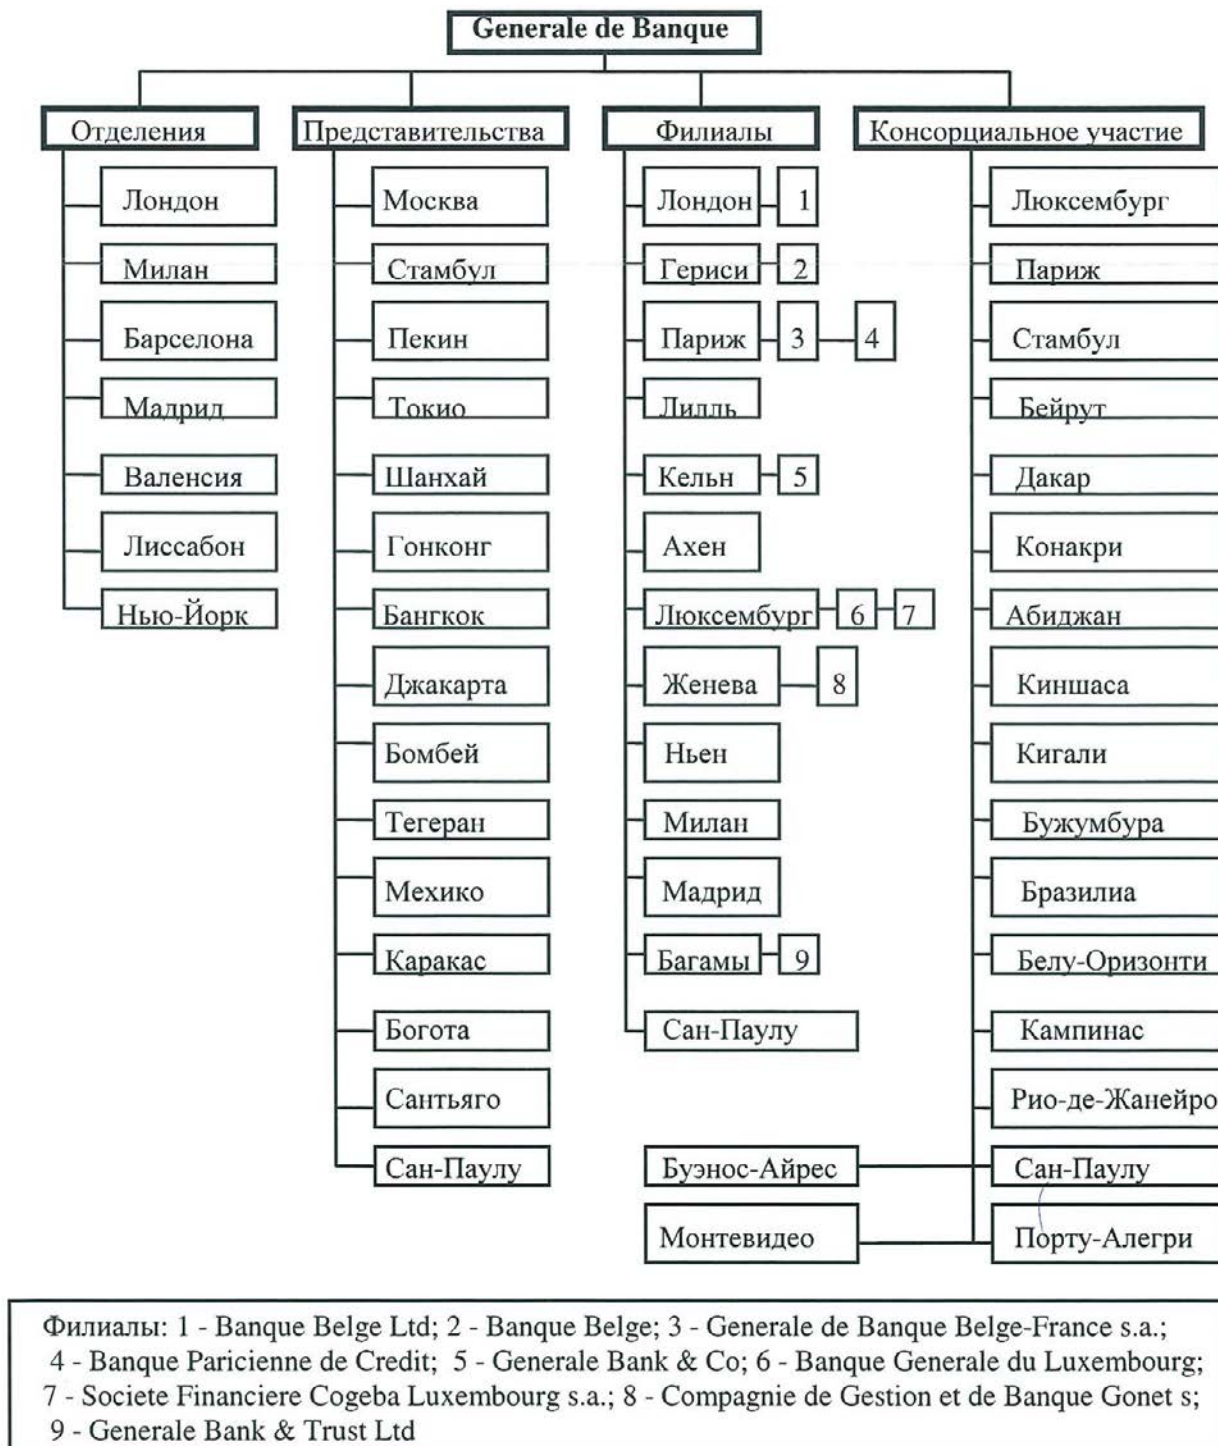 Generale de Banque
Отделения
Представительства
Филиалы
Консорциальное участие
Лондон
Милан
Барселона
Мадрид
Валенсия
Лиссабон
Нью-Йорк
Москва
Стамбул
Пекин
Токио
Шанхай
Гонконг
Бангкок
Джакарта
Бомбей
Тегеран
Мехико
Каракас
Богота
Сантьяго
Сан-Паулу
Лондон 1
Гериси 2
Париж 3 4
Лилль
Кельн 5
Ахен
Люксембург 6 7
Женева 8
Ньен
Милан
Мадрид
Багамы 9
Сан-Паулу
Буэнос-Айрес
Монтевидео
Люксембург
Париж
Стамбул
Бейрут
Дакар
Конакри
Абиджан
Киншаса
Кигали
Бужумбура
Бразилиа
Белу-Оризонти
Кампинас
Рио-де-Жанейро
Сан-Паулу
Порту-Алегри
Филиалы: 1 - Banque Belge Ltd; 2 - Banque Belge; 3 - Generale de Banque Belge-France s.a.;
4 - Banque Paricienne de Credit; 5 - Generale Bank & Co; 6 - Banque Generale du Luxembourg;
7 - Societe Financiere Cogeba Luxembourg s.a.; 8 - Compagnie de Gestion et de Banque Gonet s;
9 - Generale Bank & Trust Ltd